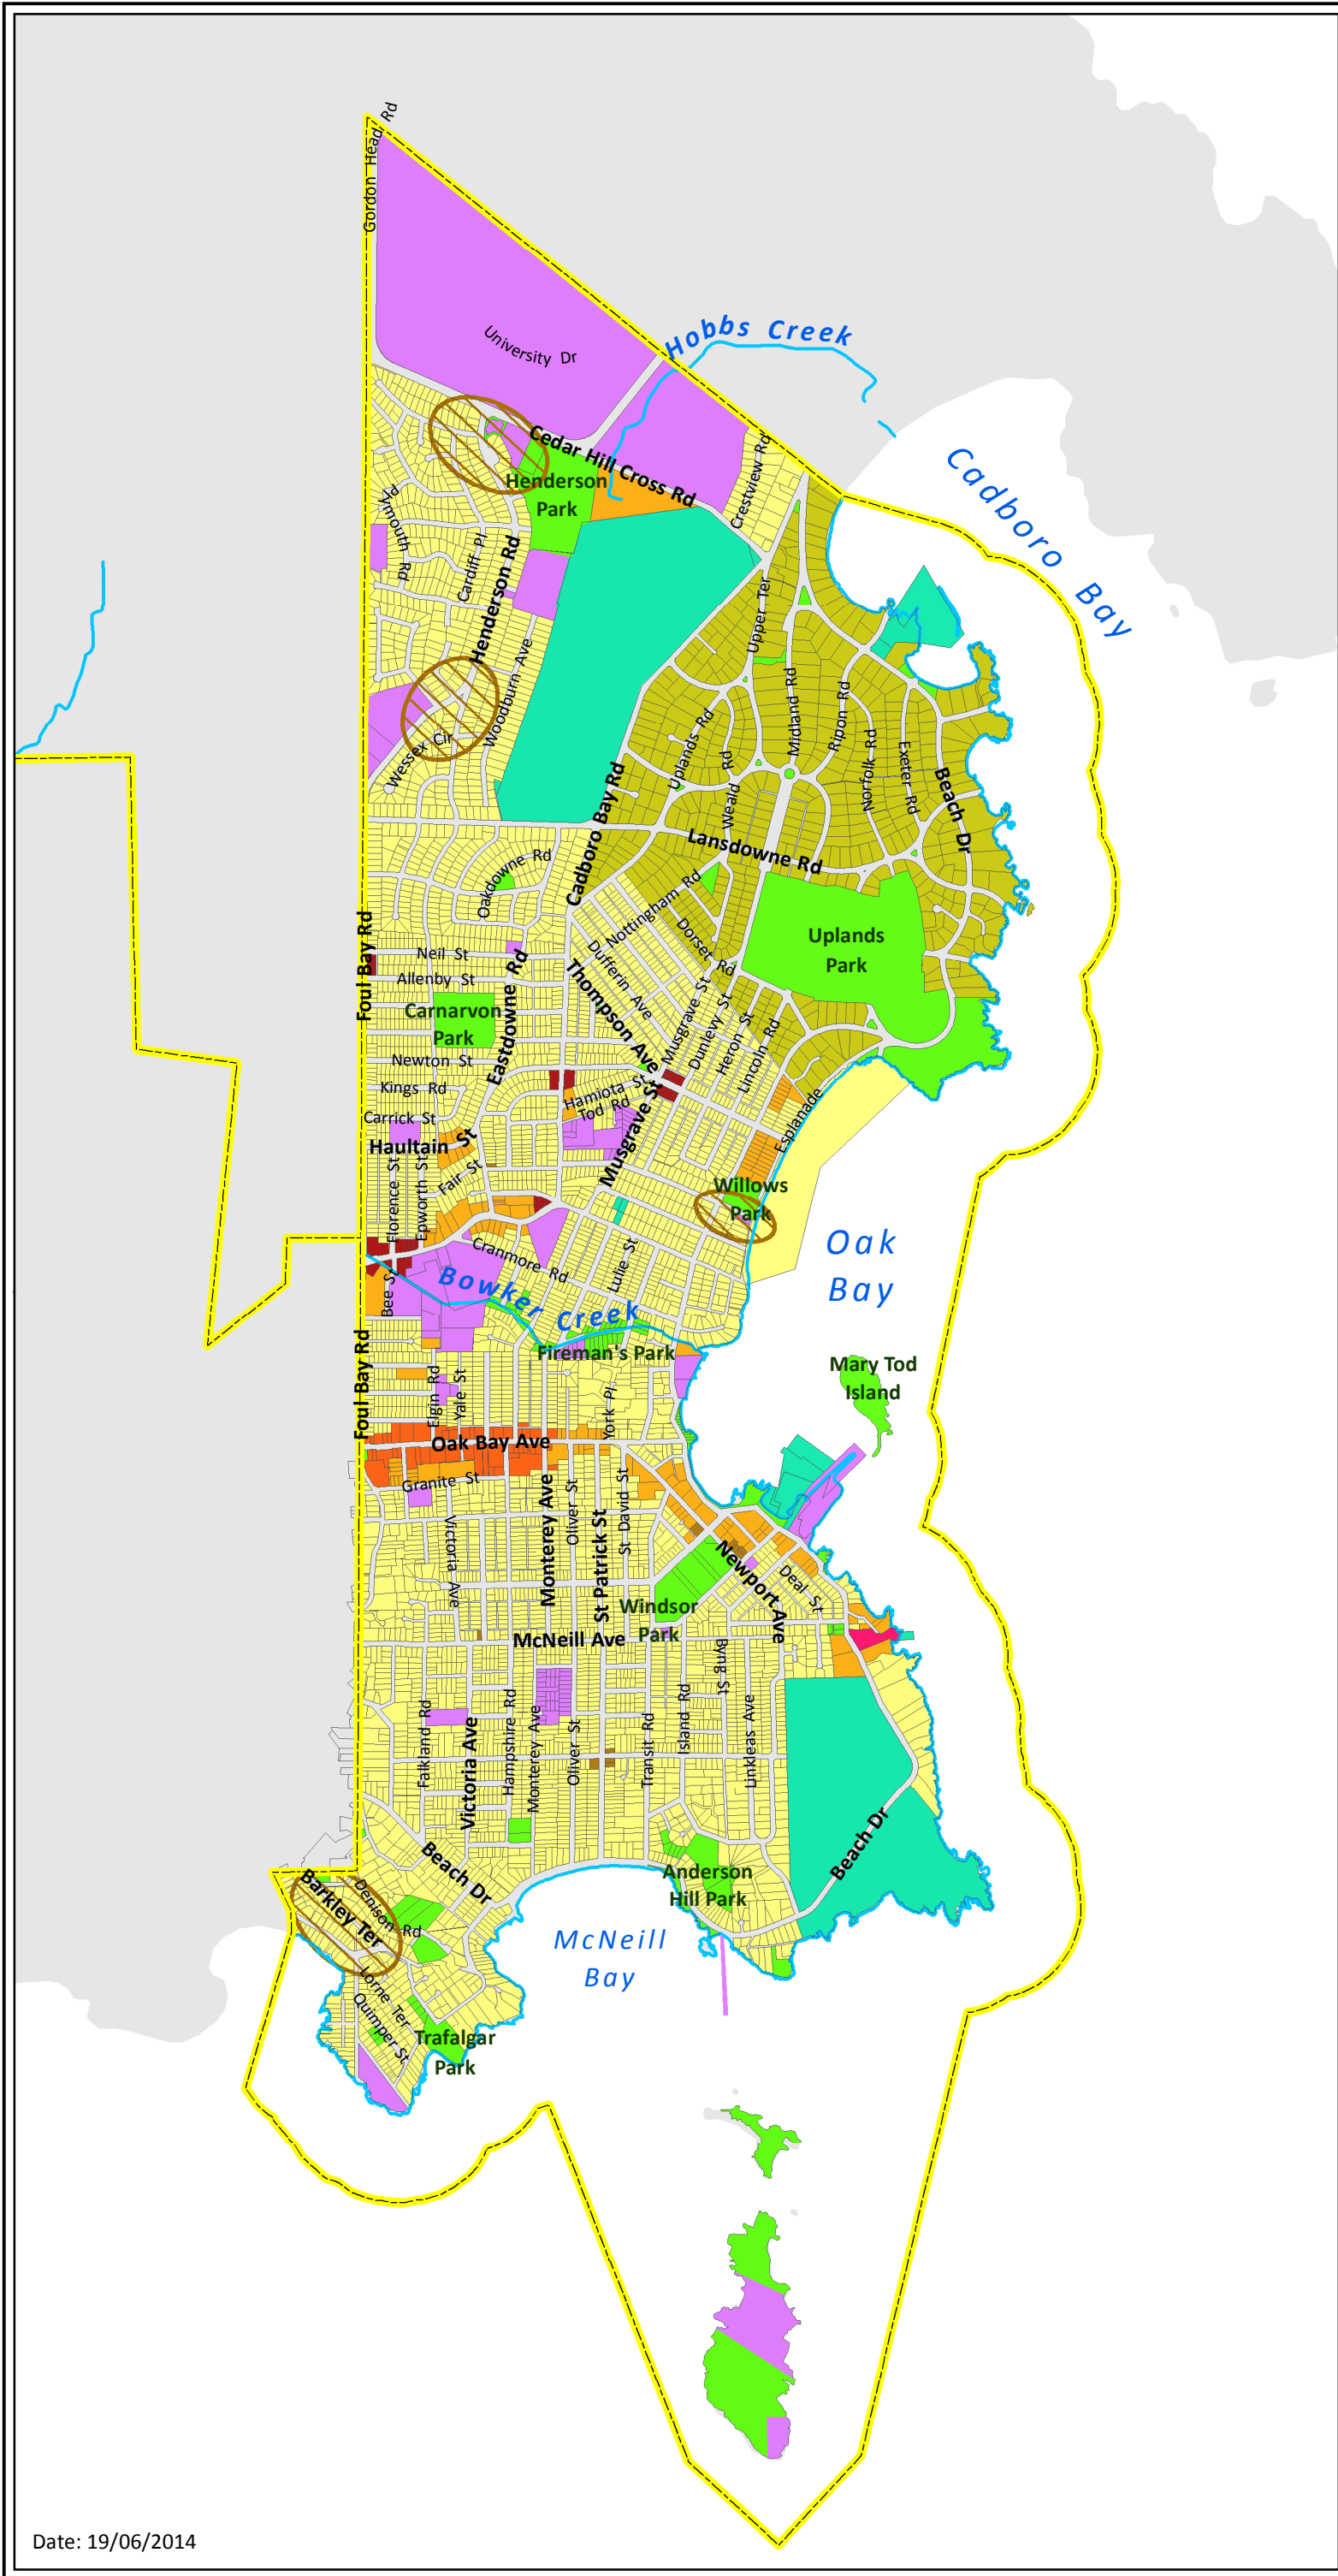 Gordon Head Rd
University Dr
Hobbs Creek
Cedar Hill Cross Rd
Henderson
Park
Crestview Rd
Cadboro Bay
Plymouth Rd
Cardiff Pl
Henderson Rd
Upper Ter
Woodburn Ave
Wessex Cir
Uplands Rd
Weald Rd
Midland Rd
Ripon Rd
Norfolk Rd
Exeter Rd
Beach Dr
Cadboro Bay Rd
Lansdowne Rd
Oakdowne Rd
Nottingham Rd
Dorset Rd
Uplands
Park
Foul Bay Rd
Neil St
Allenby St
Carnarvon
Park
Eastdowne Rd
Dufferin Ave
Thompson Ave
Musgrave St
Dunlevy St
Heron St
Lincoln Rd
Newton St
Kings Rd
Carrick St
Haultain St
Hamiota St
Tod Rd
Musgrave St
Esplanade
Florence St
Epworth St
Fair St
Willows
Park
Cranmore Rd
Lulie St
Bee St
Bowker Creek
Oak
Bay
Fireman's Park
Mary Tod
Island
Foul Bay Rd
Elgin Rd
Yale St
York Pl
Oak Bay Ave
Granite St
Victoria Ave
Monterey Ave
Oliver St
St Patrick St
St David St
Newport Ave
Deal St
Windsor
Park
McNeill Ave
Byng St
Falkland Rd
Victoria Ave
Hampshire Rd
Monterey Ave
Oliver St
Transit Rd
Island Rd
Linkleas Ave
Beach Dr
Beach Dr
Anderson
Hill Park
Barkley Ter
Denison Rd
McNeill
Bay
Lorne Ter
Quimper St
Trafalgar
Park
Date: 19/06/2014